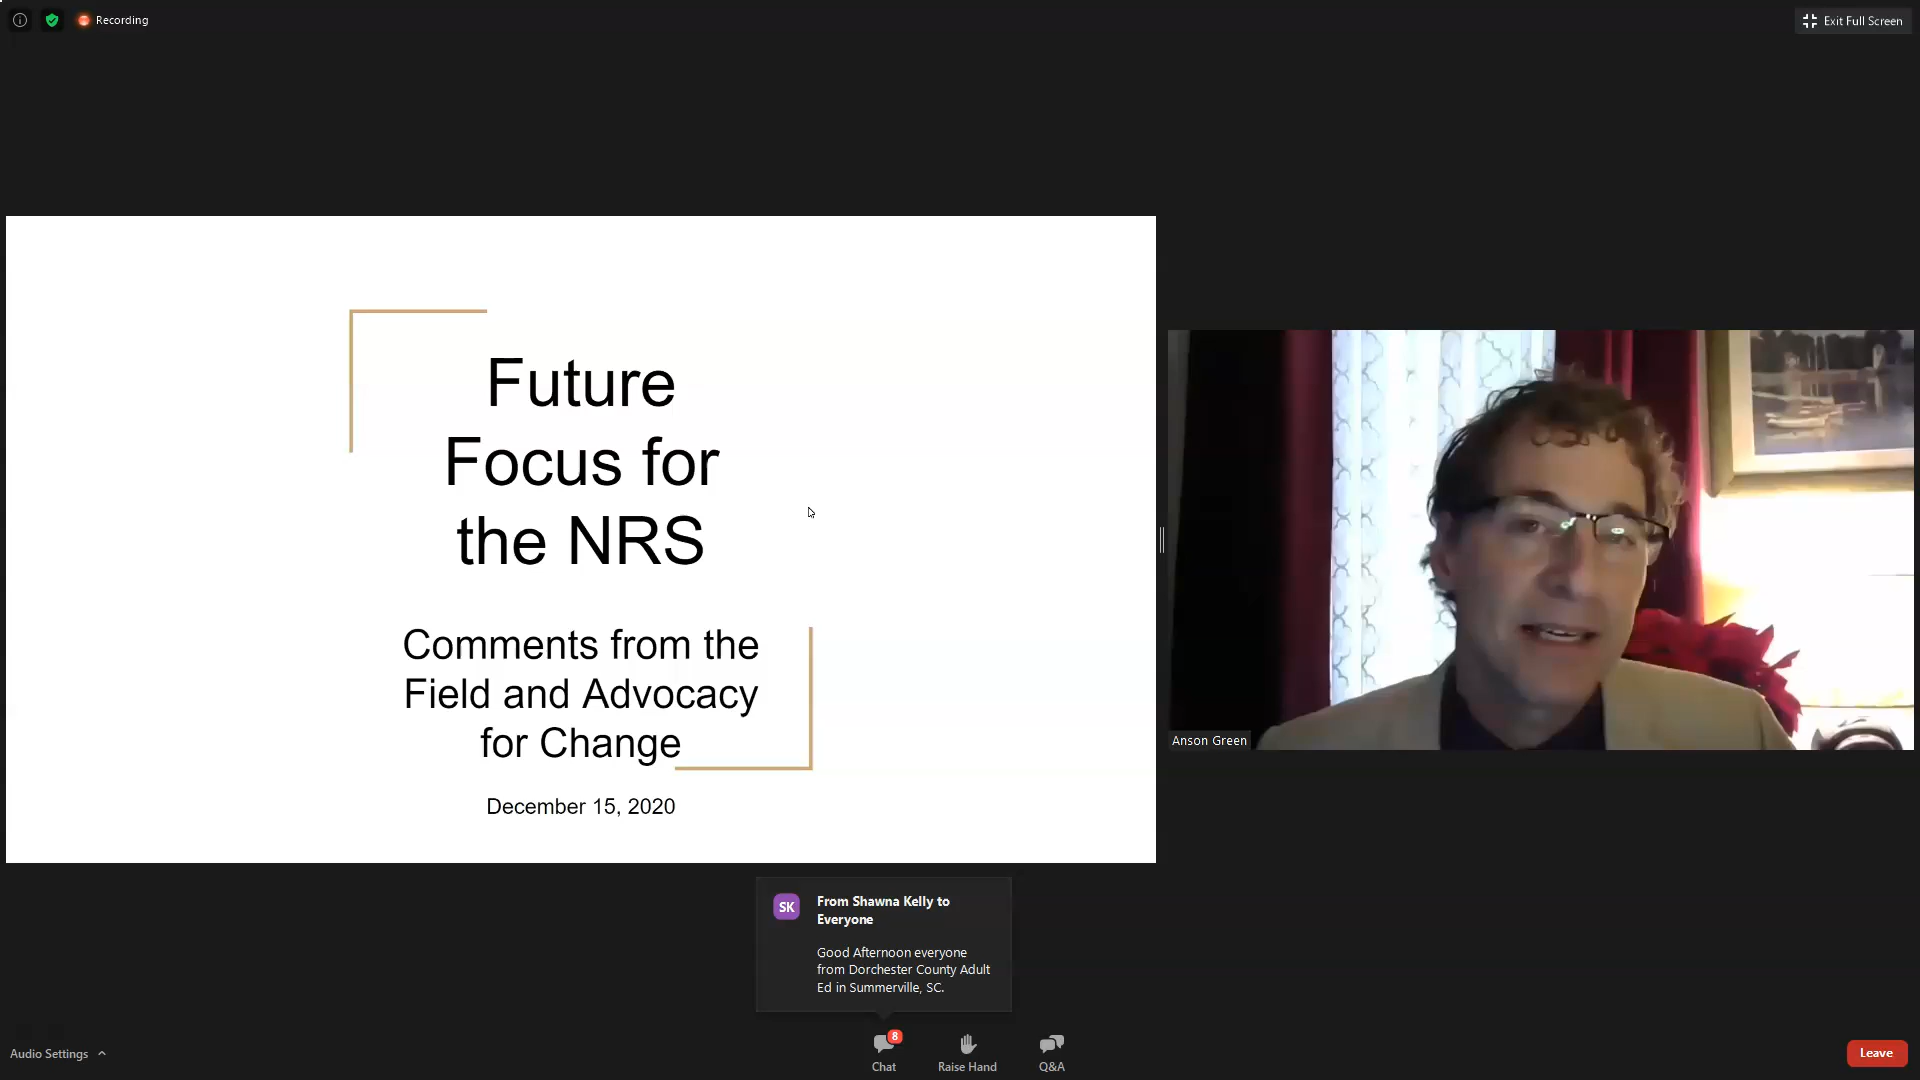 Recording
Exit Full Screen
Future
Focus for
the NRS
Comments from the
Field and Advocacy
for Change
December 15, 2020
Anson Green
SK
From Shawna Kelly to
Everyone
Good Afternoon everyone
from Dorchester County Adult
Ed in Summerville, SC.
Audio Settings
8
Chat
Raise Hand
Q&A
Leave